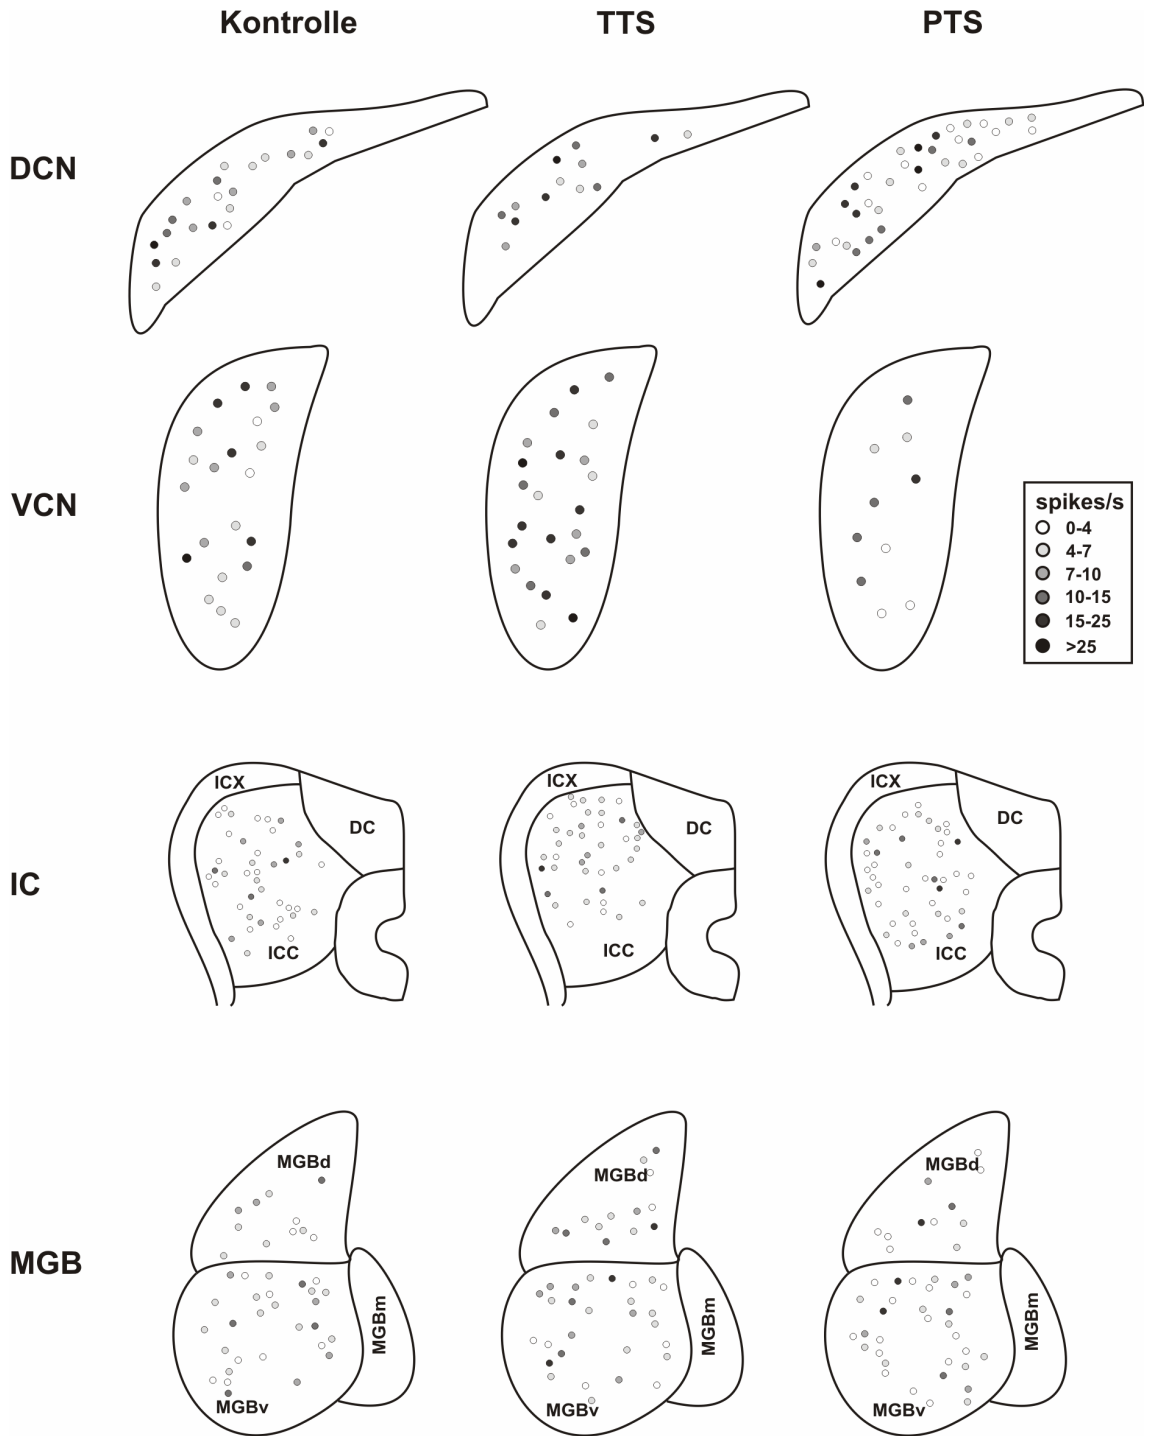 Kontrolle TTS PTS
DCN
VCN
spikes/s
0-4
4-7
7-10
10-15
15-25
>25
ICX ICX ICX
DC DC DC
IC
ICC ICC ICC
MGBd MGBd MGBd
MGB
MGBm MGBm MGBm
MGBv MGBv MGBv